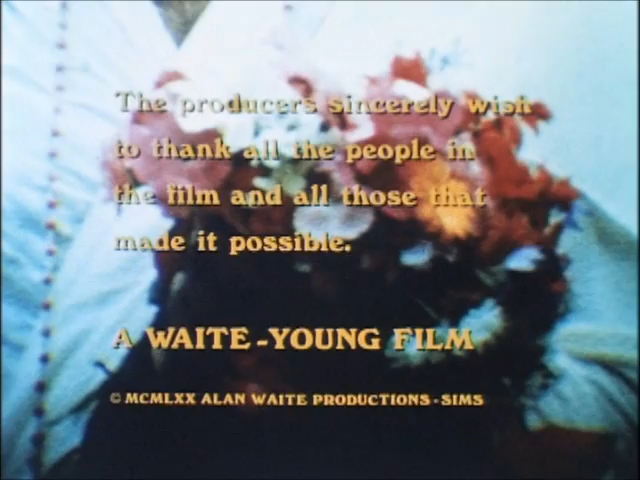 The producers sincerely wish
to thank all the people in
the film and all those that
made it possible.
A WAITE-YOUNG FILM
© MCMLXX ALAN WAITE PRODUCTIONS-SIMS